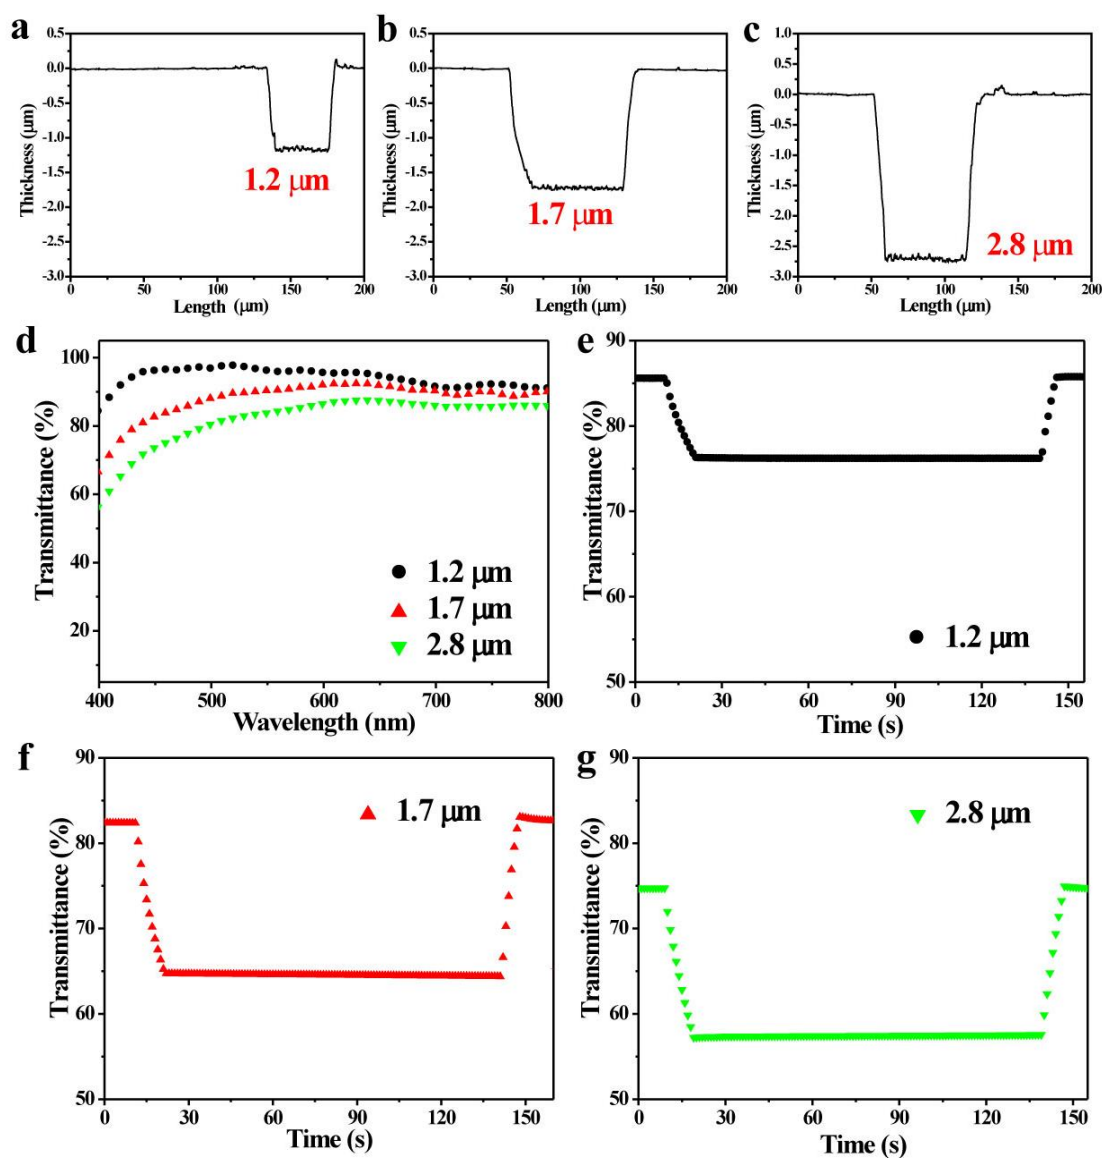 a
0.5
0.0
-0.5
-1.0
-1.5
-2.0
-2.5
-3.0
Thickness (μm)
1.2 μm
0
50
100
150
200
Length (μm)
b
0.5
0.0
-0.5
-1.0
-1.5
-2.0
-2.5
-3.0
Thickness (μm)
1.7 μm
0
50
100
150
200
Length (μm)
c
1.0
0.5
0.0
-0.5
-1.0
-1.5
-2.0
-2.5
-3.0
Thickness (μm)
2.8 μm
0
50
100
150
200
Length (μm)
d
100
80
60
40
20
Transmittance (%)
1.2 μm
1.7 μm
2.8 μm
400
500
600
700
800
Wavelength (nm)
e
90
80
70
60
50
Transmittance (%)
1.2 μm
0
30
60
90
120
150
Time (s)
f
90
80
70
60
50
Transmittance (%)
1.7 μm
0
30
60
90
120
150
Time (s)
g
90
80
70
60
50
Transmittance (%)
2.8 μm
0
30
60
90
120
150
Time (s)